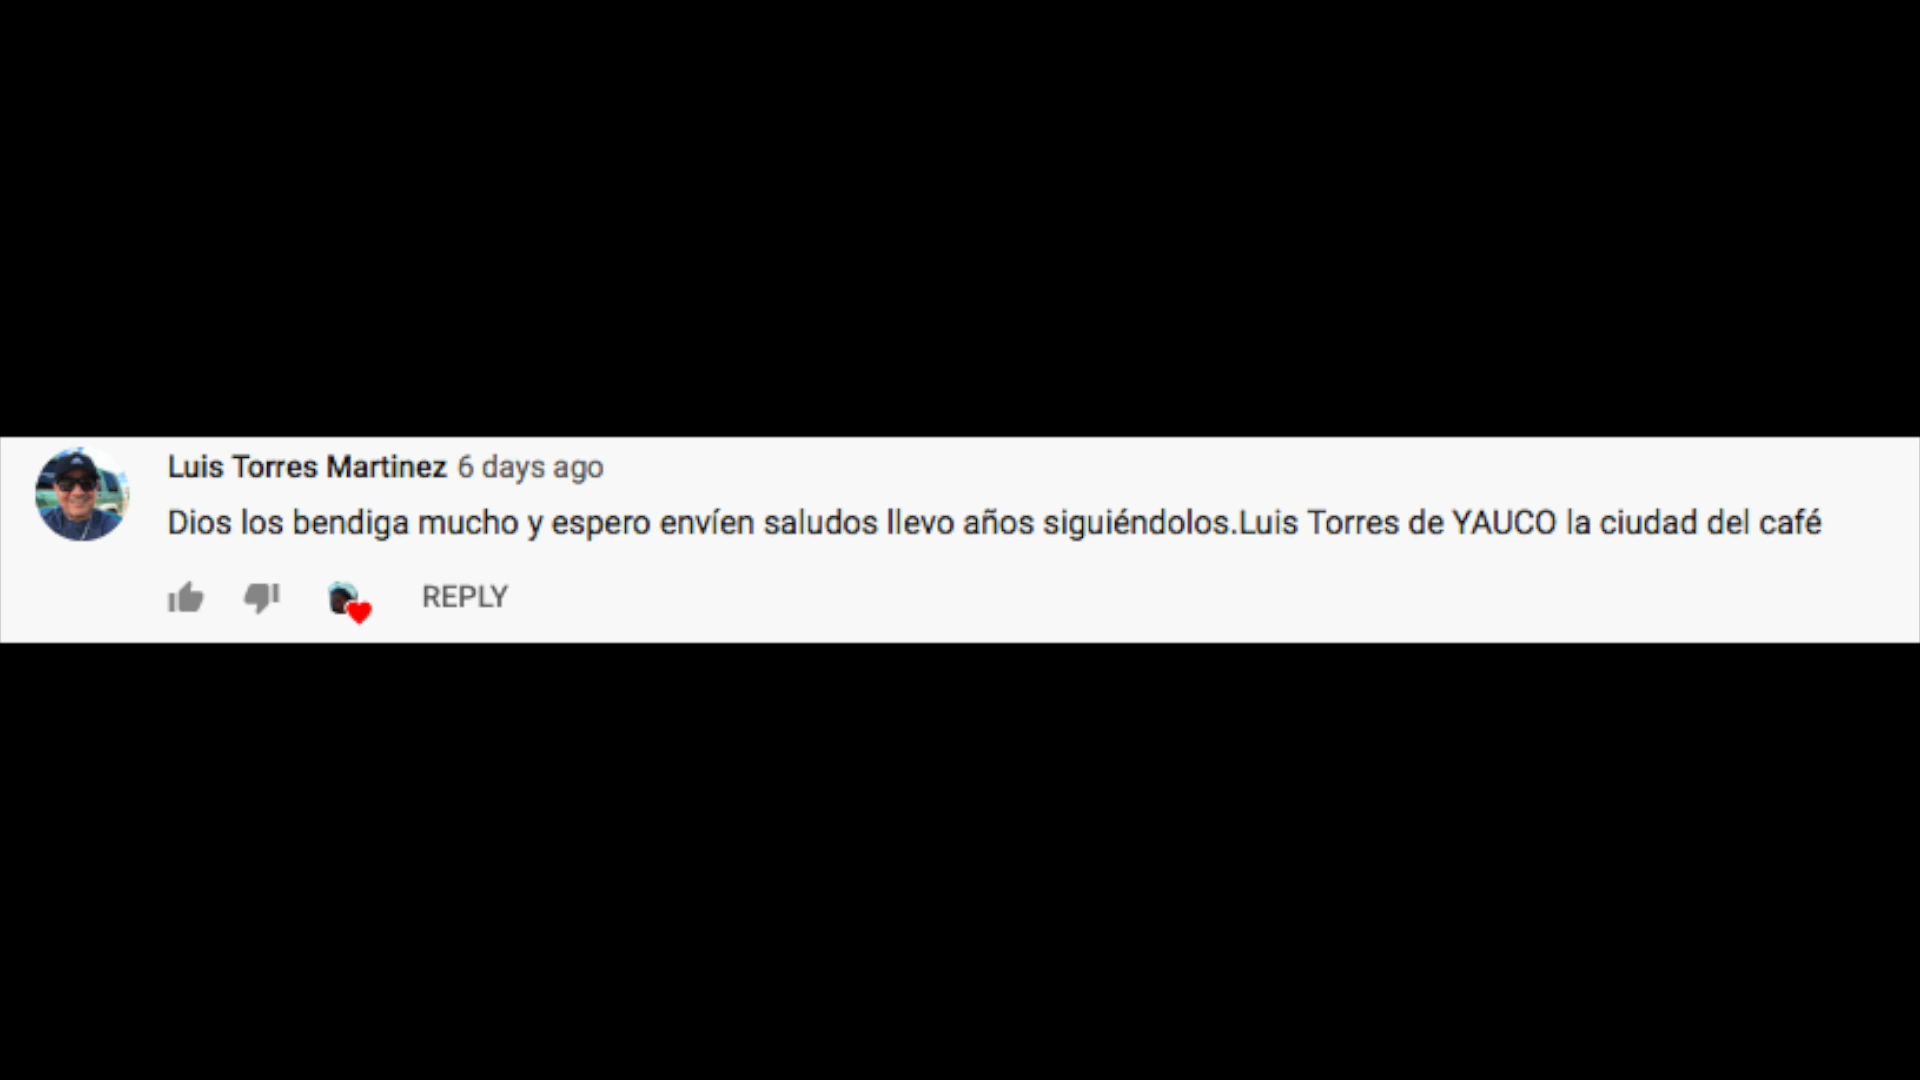 Luis Torres Martinez 6 days ago
Dios los bendiga mucho y espero envíen saludos llevo años siguiéndolos.Luis Torres de YAUCO la ciudad del café
REPLY